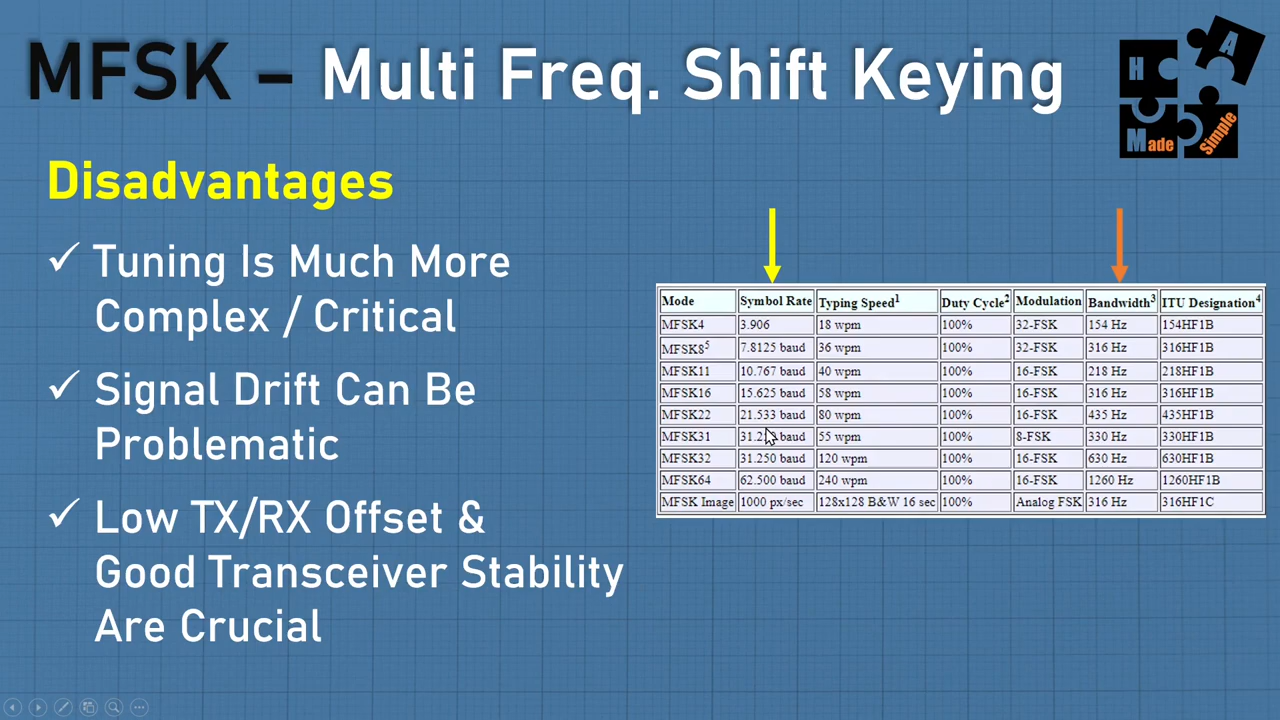 MFSK – Multi Freq. Shift Keying
H A
Made Simple
Disadvantages
✓ Tuning Is Much More
Complex / Critical
✓ Signal Drift Can Be
Problematic
✓ Low TX/RX Offset &
Good Transceiver Stability
Are Crucial
Mode Symbol Rate Typing Speed1 Duty Cycle2 Modulation Bandwidth3 ITU Designation4
MFSK4 3.906 18 wpm 100% 32-FSK 154 Hz 154HF1B
MFSK85 7.8125 baud 36 wpm 100% 32-FSK 316 Hz 316HF1B
MFSK11 10.767 baud 40 wpm 100% 16-FSK 218 Hz 218HF1B
MFSK16 15.625 baud 58 wpm 100% 16-FSK 316 Hz 316HF1B
MFSK22 21.533 baud 80 wpm 100% 16-FSK 435 Hz 435HF1B
MFSK31 baud 55 wpm 100% 8-FSK 330 Hz 330HF1B
MFSK32 31.250 baud 120 wpm 100% 16-FSK 630 Hz 630HF1B
MFSK64 62.500 baud 240 wpm 100% 16-FSK 1260 Hz 1260HF1B
MFSK Image 1000 px/sec 128x128 B&W 16 sec 100% Analog FSK 316 Hz 316HF1C